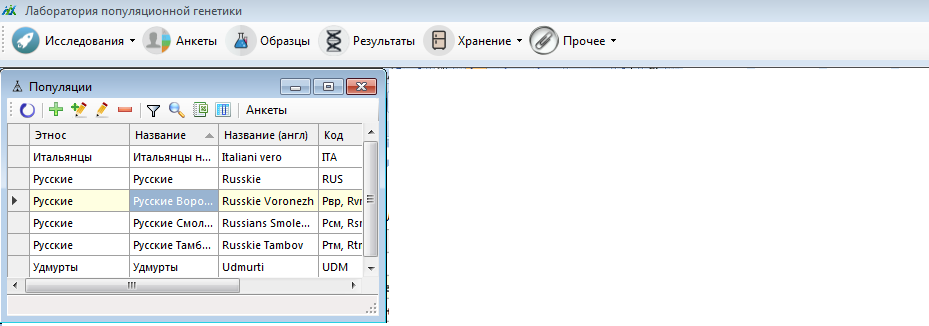 Лаборатория популяционной генетики
Исследования Анкеты Образцы Результаты Хранение Прочее
Популяции
Анкеты
Этнос Название Название (англ) Код
Итальянцы Итальянцы н... Italiani vero ITA
Русские Русские Russkie RUS
Русские Русские Воро... Russkie Voronezh Рвр, Rvr
Русские Русские Смол... Russians Smole... Рсм, Rsr
Русские Русские Тамб... Russkie Tambov Ртм, Rtr
Удмурты Удмурты Udmurti UDM